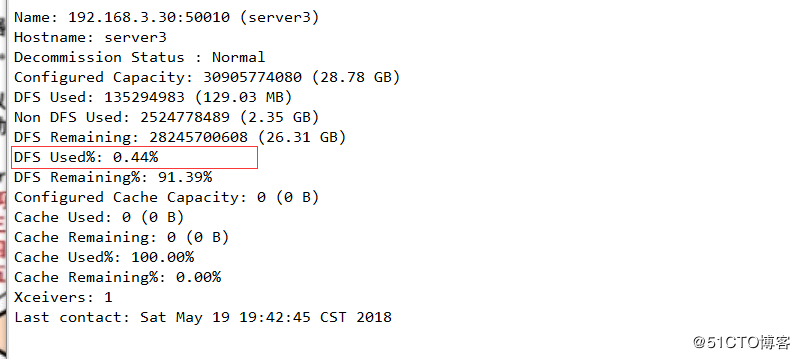 Name: 192.168.3.30:50010 (server3)
Hostname: server3
Decommission Status : Normal
Configured Capacity: 30905774080 (28.78 GB)
DFS Used: 135294983 (129.03 MB)
Non DFS Used: 2524778489 (2.35 GB)
DFS Remaining: 28245700608 (26.31 GB)
DFS Used%: 0.44%
DFS Remaining%: 91.39%
Configured Cache Capacity: 0 (0 B)
Cache Used: 0 (0 B)
Cache Remaining: 0 (0 B)
Cache Used%: 100.00%
Cache Remaining%: 0.00%
Xceivers: 1
Last contact: Sat May 19 19:42:45 CST 2018
@51CTO博客